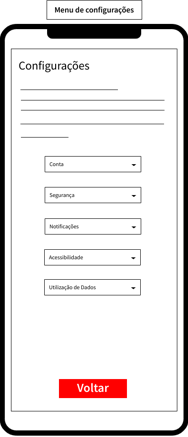 Menu de configurações
Configurações
Conta
Segurança
Notificações
Acessibilidade
Utilização de Dados
Voltar